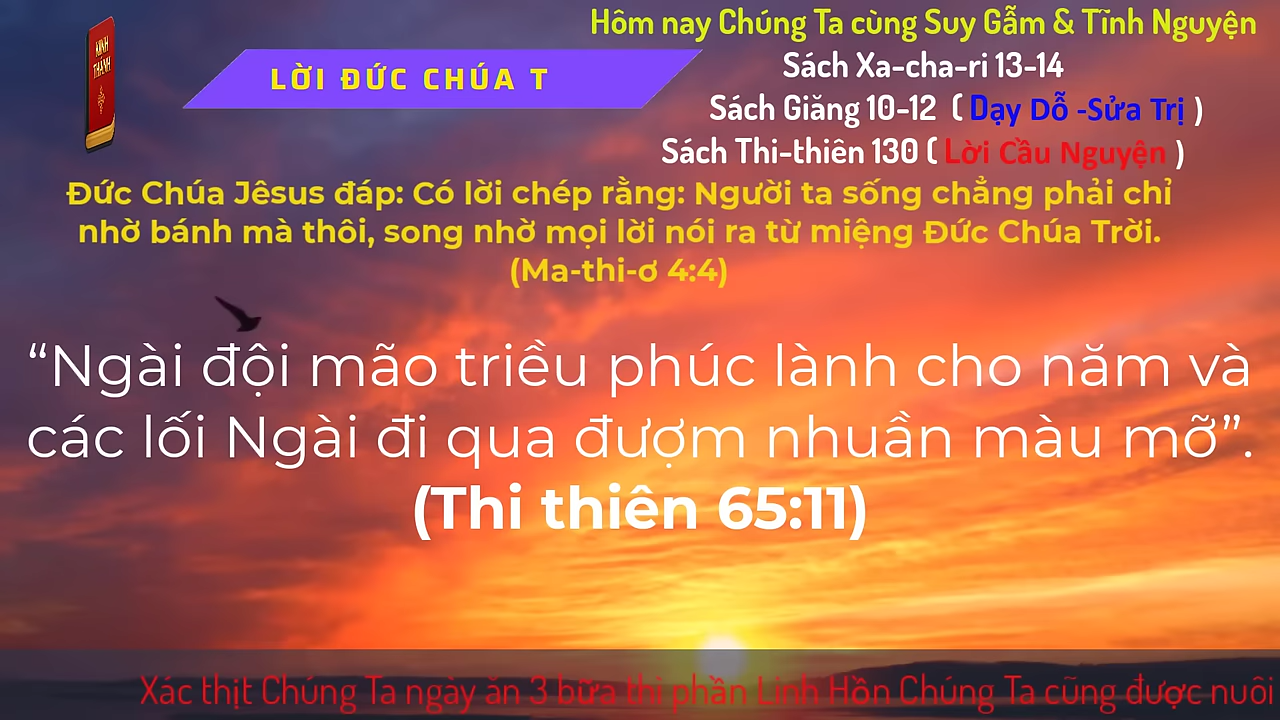 Hôm nay Chúng Ta cùng Suy Gẫm & Tĩnh Nguyện
KINH
THÁNH
LỜI ĐỨC CHÚA T
Sách Xa-cha-ri 13-14
Sách Giăng 10-12 ( Dạy Dỗ -Sửa Trị )
Sách Thi-thiên 130 ( Lời Cầu Nguyện )
Đức Chúa Jêsus đáp: Có lời chép rằng: Người ta sống chẳng phải chỉ
nhờ bánh mà thôi, song nhờ mọi lời nói ra từ miệng Đức Chúa Trời.
(Ma-thi-ơ 4:4)
“Ngài đội mão triều phúc lành cho năm và
các lối Ngài đi qua đượm nhuần màu mỡ”.
(Thi thiên 65:11)
Xác thịt Chúng Ta ngày ăn 3 bữa thì phần Linh Hồn Chúng Ta cũng được nuôi